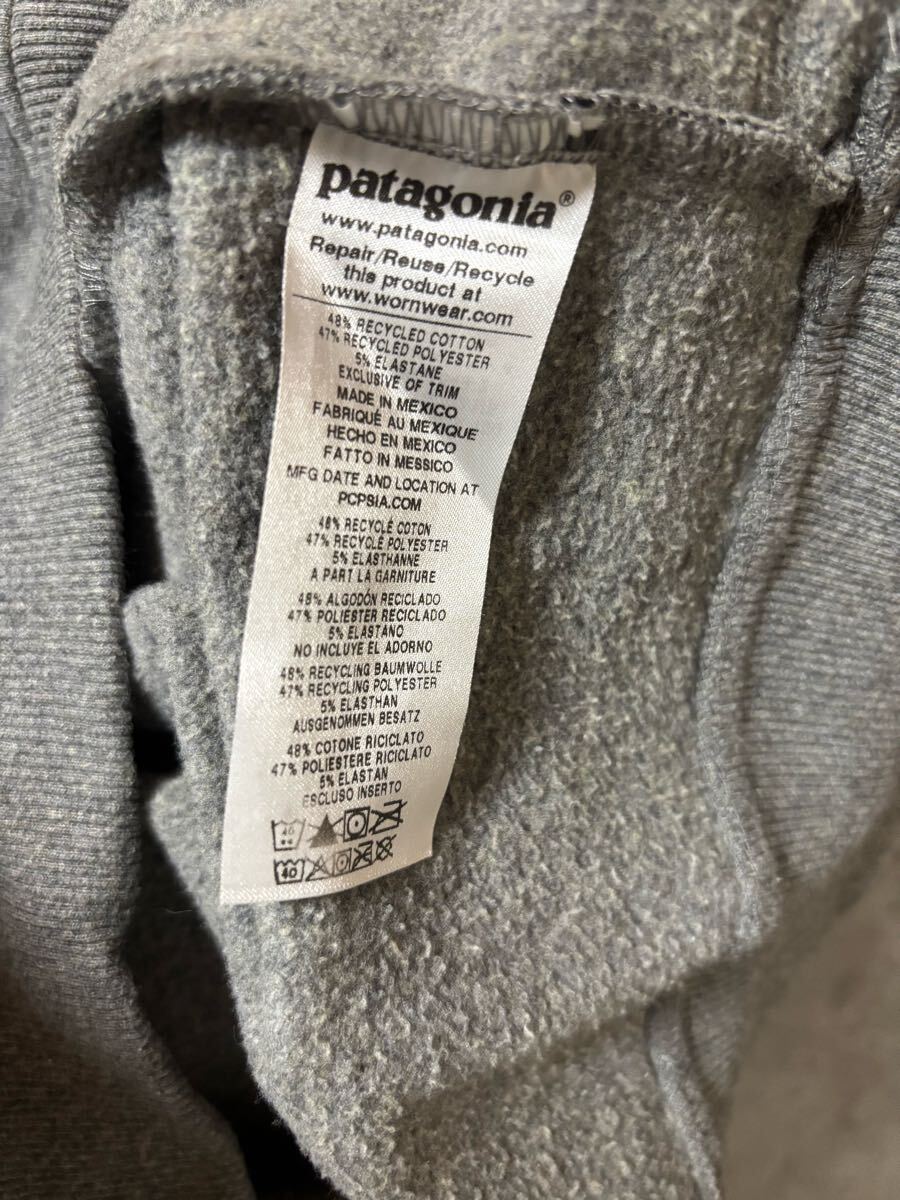 patagonia®
www.patagonia.com
Repair/Reuse/Recycle
this product at
www.wornwear.com
48% RECYCLED COTTON
47% RECYCLED POLYESTER
5% ELASTANE
EXCLUSIVE OF TRIM
MADE IN MEXICO
FABRIQUÉ AU MEXIQUE
HECHO EN MEXICO
FATTO IN MESSICO
MFG DATE AND LOCATION AT
PCPSIA.COM
48% RECYCLÉ COTON
47% RECYCLÉ POLYESTER
5% ELASTHANNE
A PART LA GARNITURE
48% ALGODÓN RECICLADO
47% POLIÉSTER RECICLADO
5% ELASTANO
NO INCLUYE EL ADORNO
48% RECYCLING BAUMWOLLE
47% RECYCLING POLYESTER
5% ELASTHAN
AUSGENOMMEN BESATZ
48% COTONE RICICLATO
47% POLIESTERE RICICLATO
5% ELASTAN
ESCLUSO INSERTO
40
40